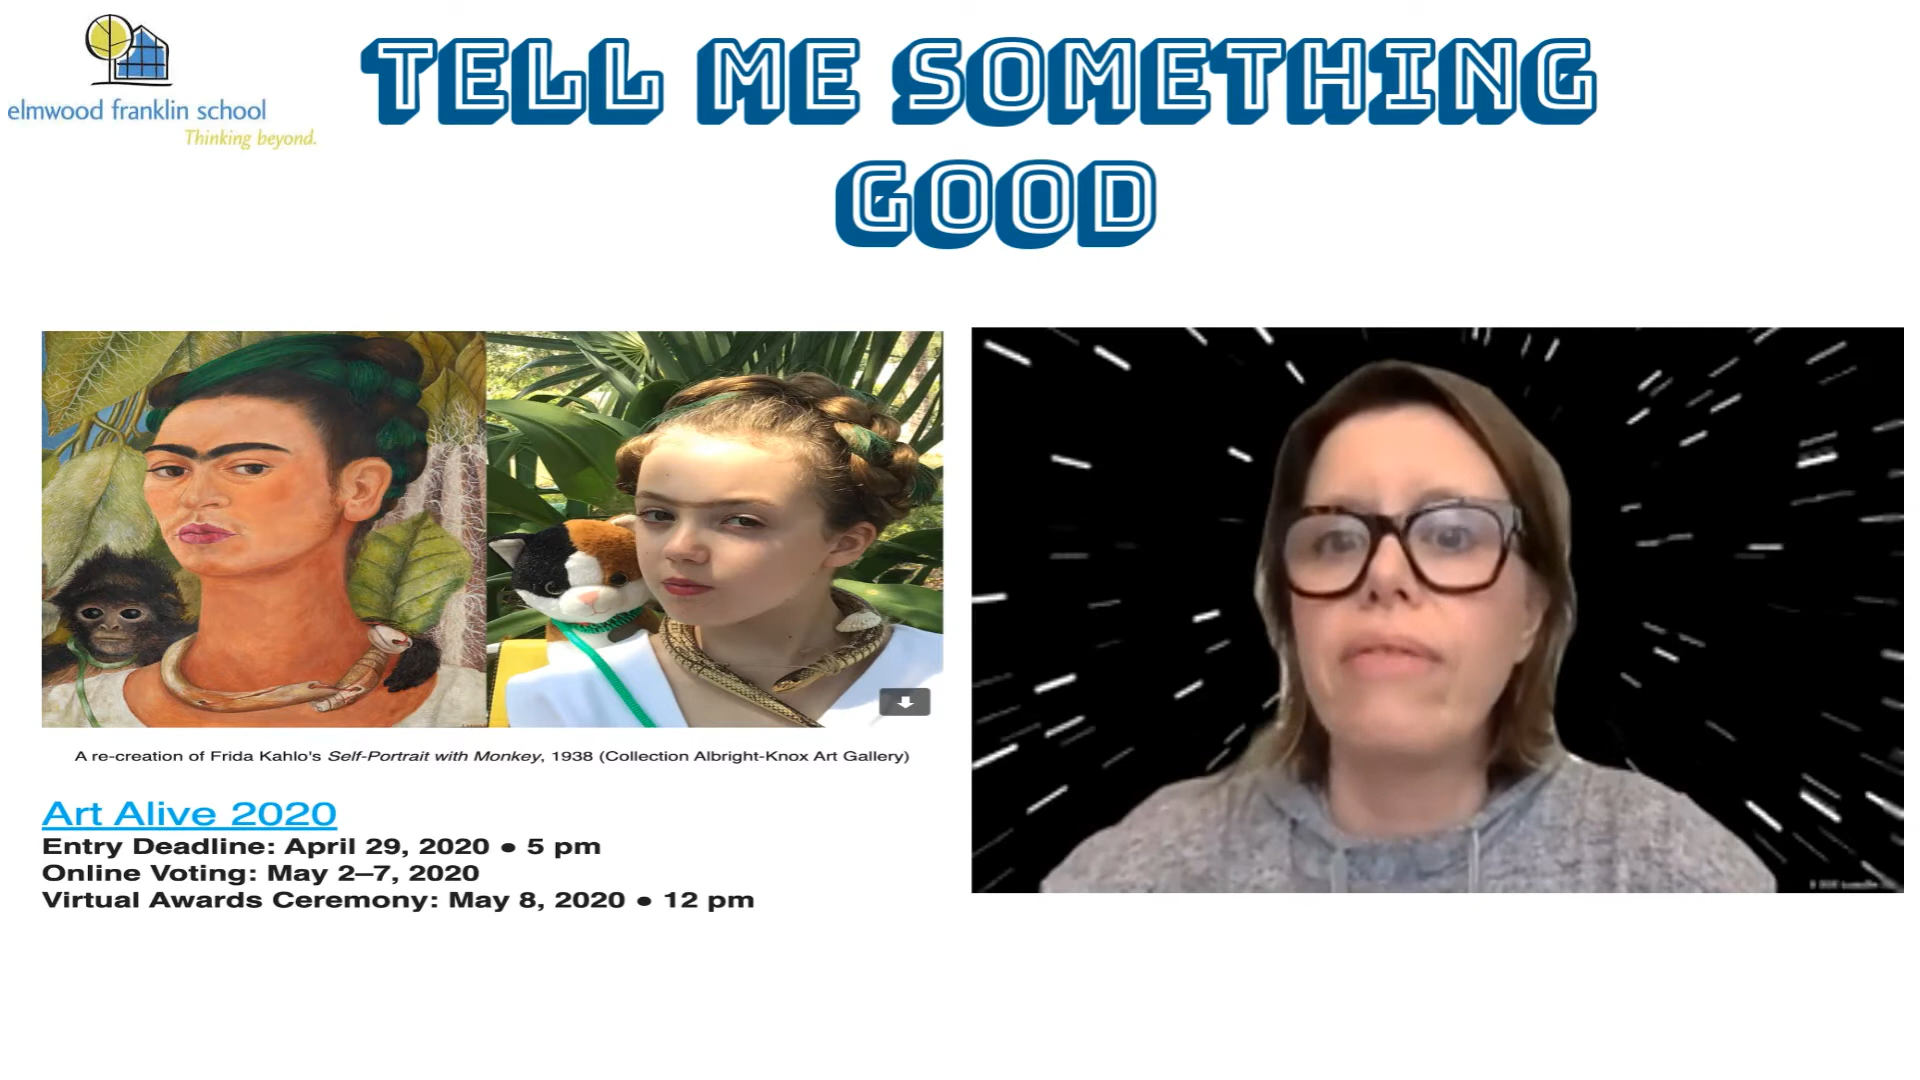 elmwood franklin school
Thinking beyond.
TELL ME SOMETHING
GOOD
A re-creation of Frida Kahlo's Self-Portrait with Monkey, 1938 (Collection Albright-Knox Art Gallery)
Art Alive 2020
Entry Deadline: April 29, 2020 ● 5 pm
Online Voting: May 2–7, 2020
Virtual Awards Ceremony: May 8, 2020 ● 12 pm